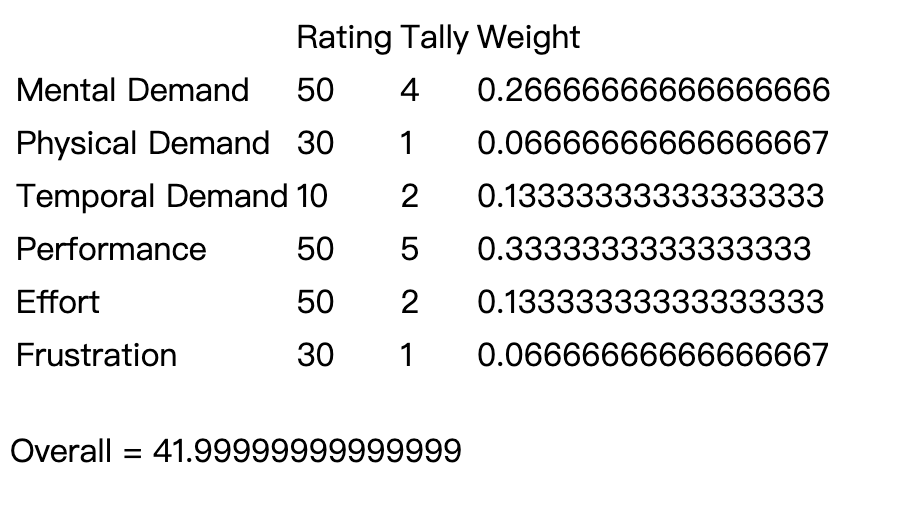 Rating Tally Weight
Mental Demand 50 4 0.26666666666666666
Physical Demand 30 1 0.06666666666666667
Temporal Demand 10 2 0.13333333333333333
Performance 50 5 0.3333333333333333
Effort 50 2 0.13333333333333333
Frustration 30 1 0.06666666666666667
Overall = 41.99999999999999